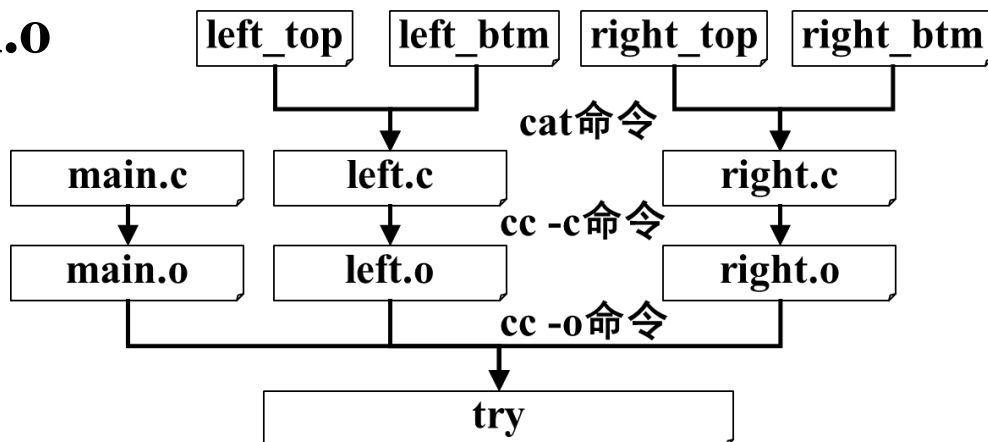 .o
left_top
left_btm
right_top
right_btm
cat命令
main.c
left.c
right.c
cc -c命令
main.o
left.o
right.o
cc -o命令
try